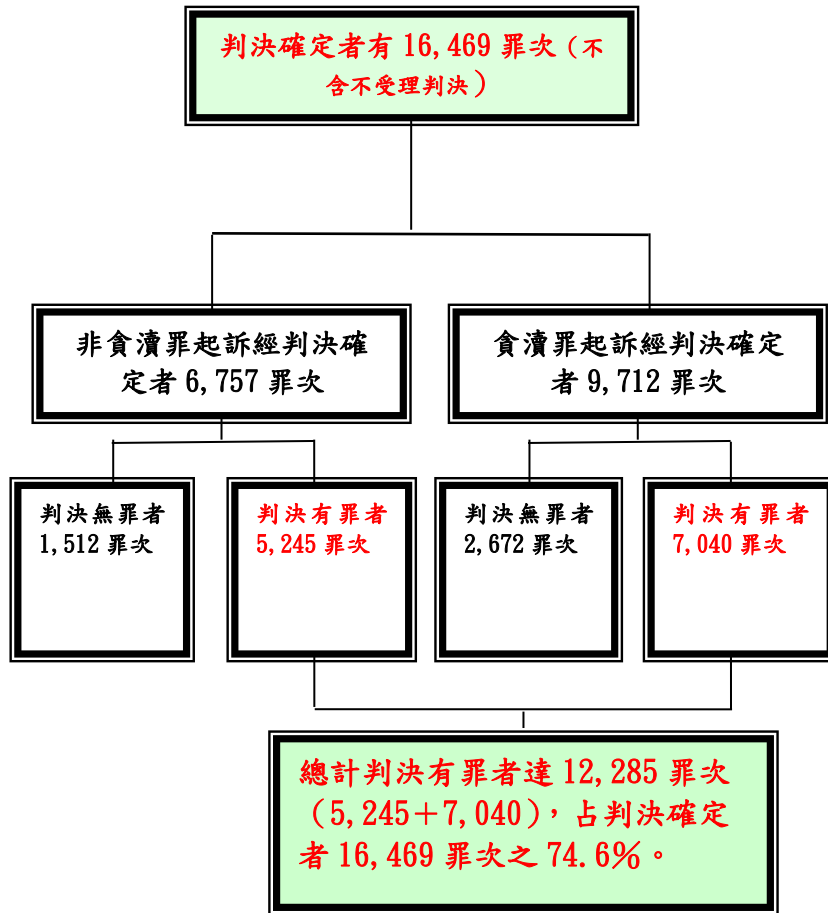 判決確定者有 16,469 罪次（不
含不受理判決）
非貪瀆罪起訴經判決確
定者 6,757 罪次
貪瀆罪起訴經判決確定
者 9,712 罪次
判決無罪者
1,512 罪次
判決有罪者
5,245 罪次
判決無罪者
2,672 罪次
判決有罪者
7,040 罪次
總計判決有罪者達 12,285 罪次
（5,245＋7,040），占判決確定
者 16,469 罪次之 74.6％。